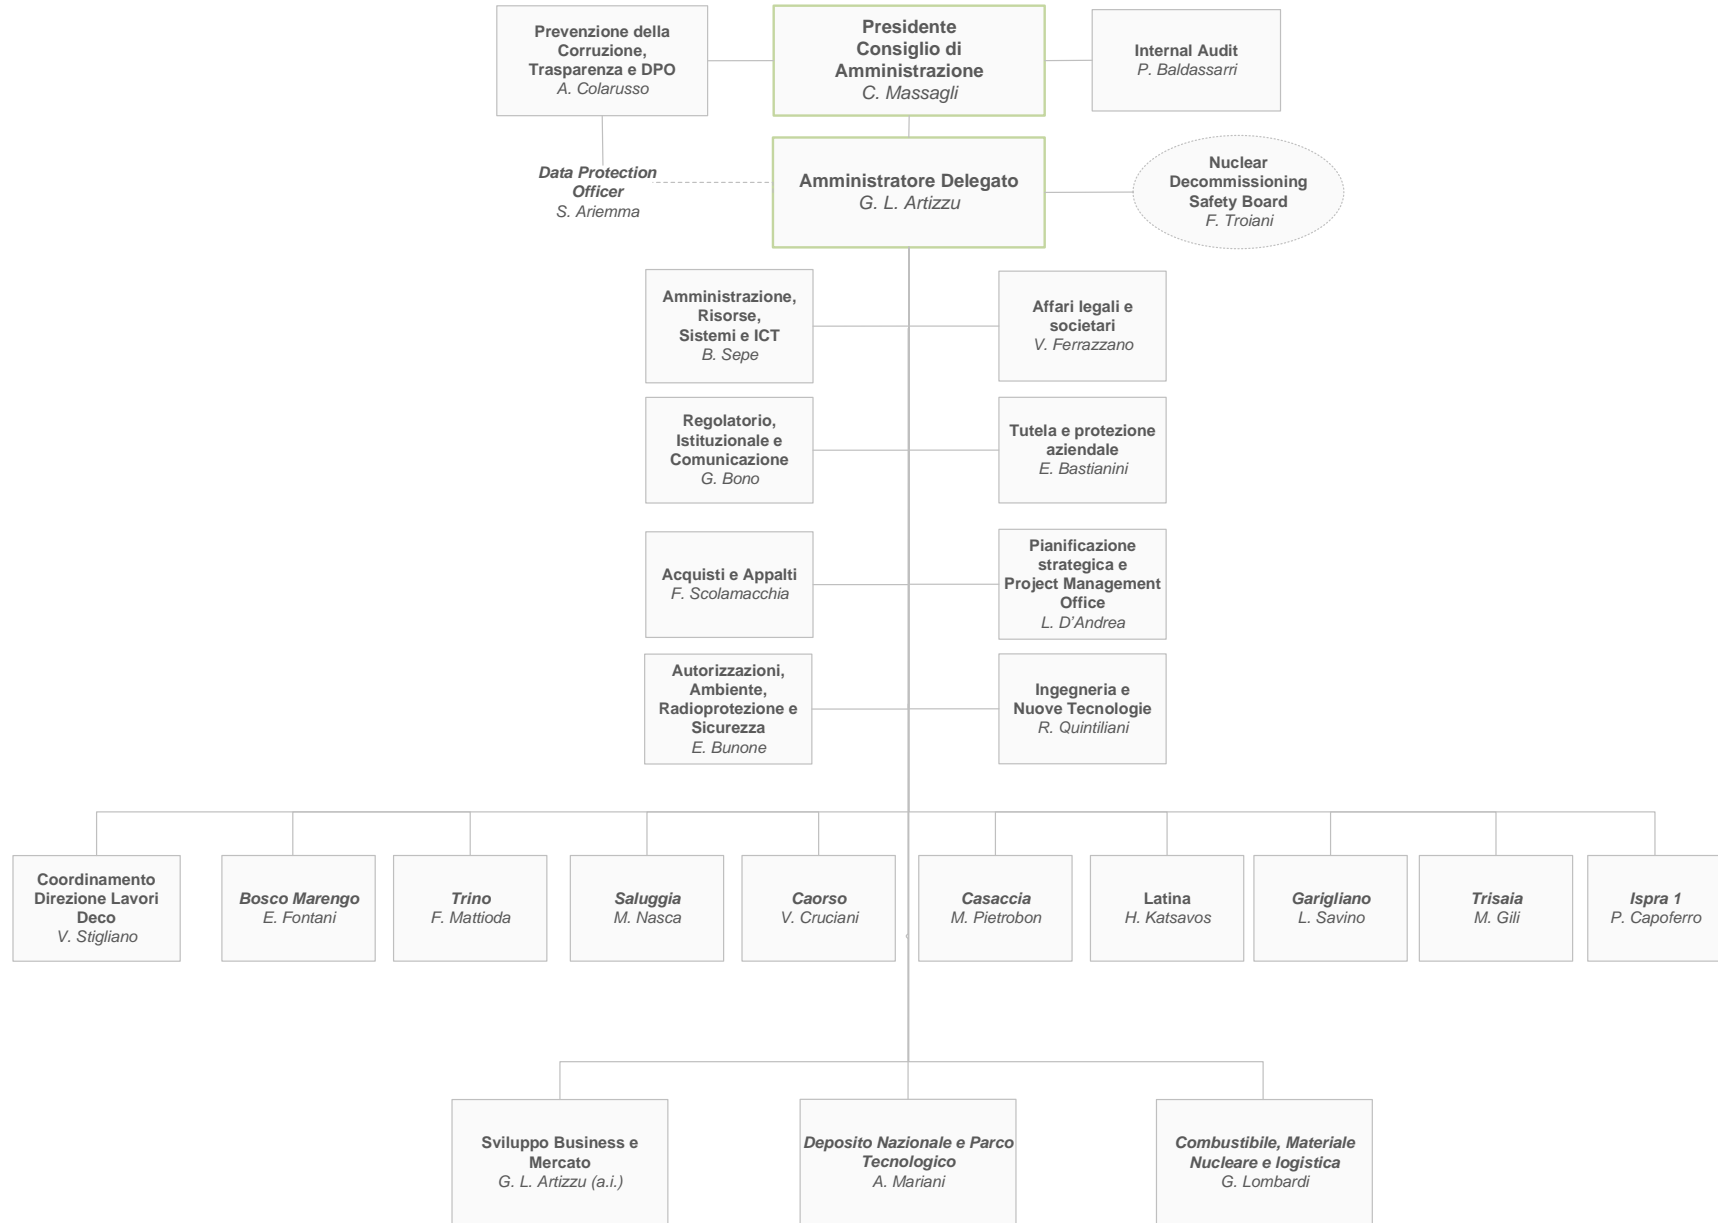 Prevenzione della
Corruzione,
Trasparenza e DPO
A. Colarusso
Presidente
Consiglio di
Amministrazione
C. Massagli
Internal Audit
P. Baldassarri
Data Protection
Officer
S. Ariemma
Amministratore Delegato
G. L. Artizzu
Nuclear
Decommissioning
Safety Board
F. Troiani
Amministrazione,
Risorse,
Sistemi e ICT
B. Sepe
Affari legali e
societari
V. Ferrazzano
Regolatorio,
Istituzionale e
Comunicazione
G. Bono
Tutela e protezione
aziendale
E. Bastianini
Acquisti e Appalti
F. Scolamacchia
Pianificazione
strategica e
Project Management
Office
L. D’Andrea
Autorizzazioni,
Ambiente,
Radioprotezione e
Sicurezza
E. Bunone
Ingegneria e
Nuove Tecnologie
R. Quintiliani
Coordinamento
Direzione Lavori
Deco
V. Stigliano
Bosco Marengo
E. Fontani
Trino
F. Mattioda
Saluggia
M. Nasca
Caorso
V. Cruciani
Casaccia
M. Pietrobon
Latina
H. Katsavos
Garigliano
L. Savino
Trisaia
M. Gili
Ispra 1
P. Capoferro
Sviluppo Business e
Mercato
G. L. Artizzu (a.i.)
Deposito Nazionale e Parco
Tecnologico
A. Mariani
Combustibile, Materiale
Nucleare e logistica
G. Lombardi